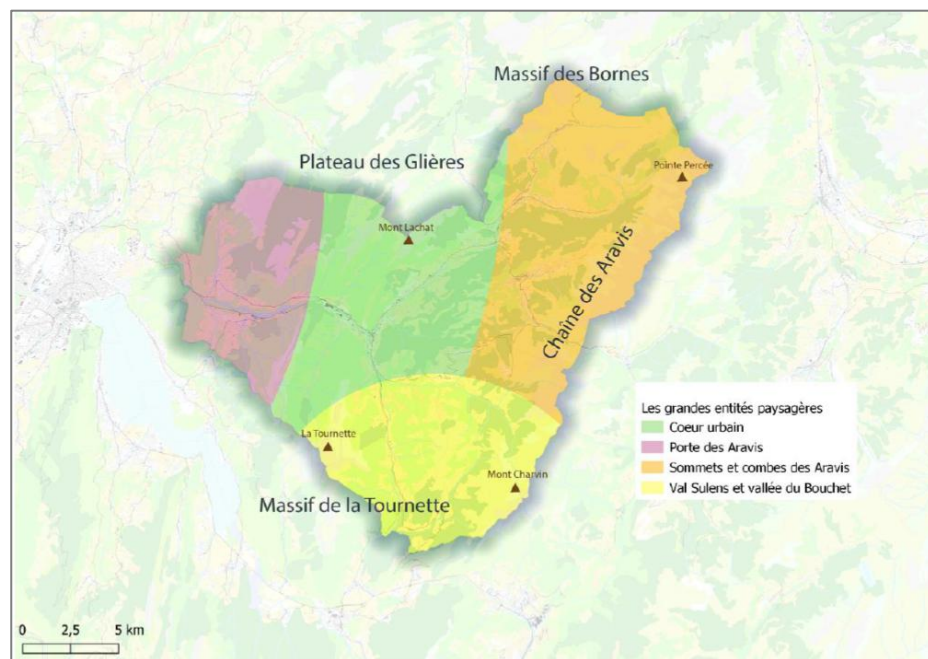 Massif des Bornes
Plateau des Glières
Pointe Percée
Mont Lachat
Chaîne des Aravis
Les grandes entités paysagères
Coeur urbain
Porte des Aravis
Sommets et combes des Aravis
Val Sulens et vallée du Bouchet
La Tournette
Mont Charvin
Massif de la Tournette
0 2,5 5 km